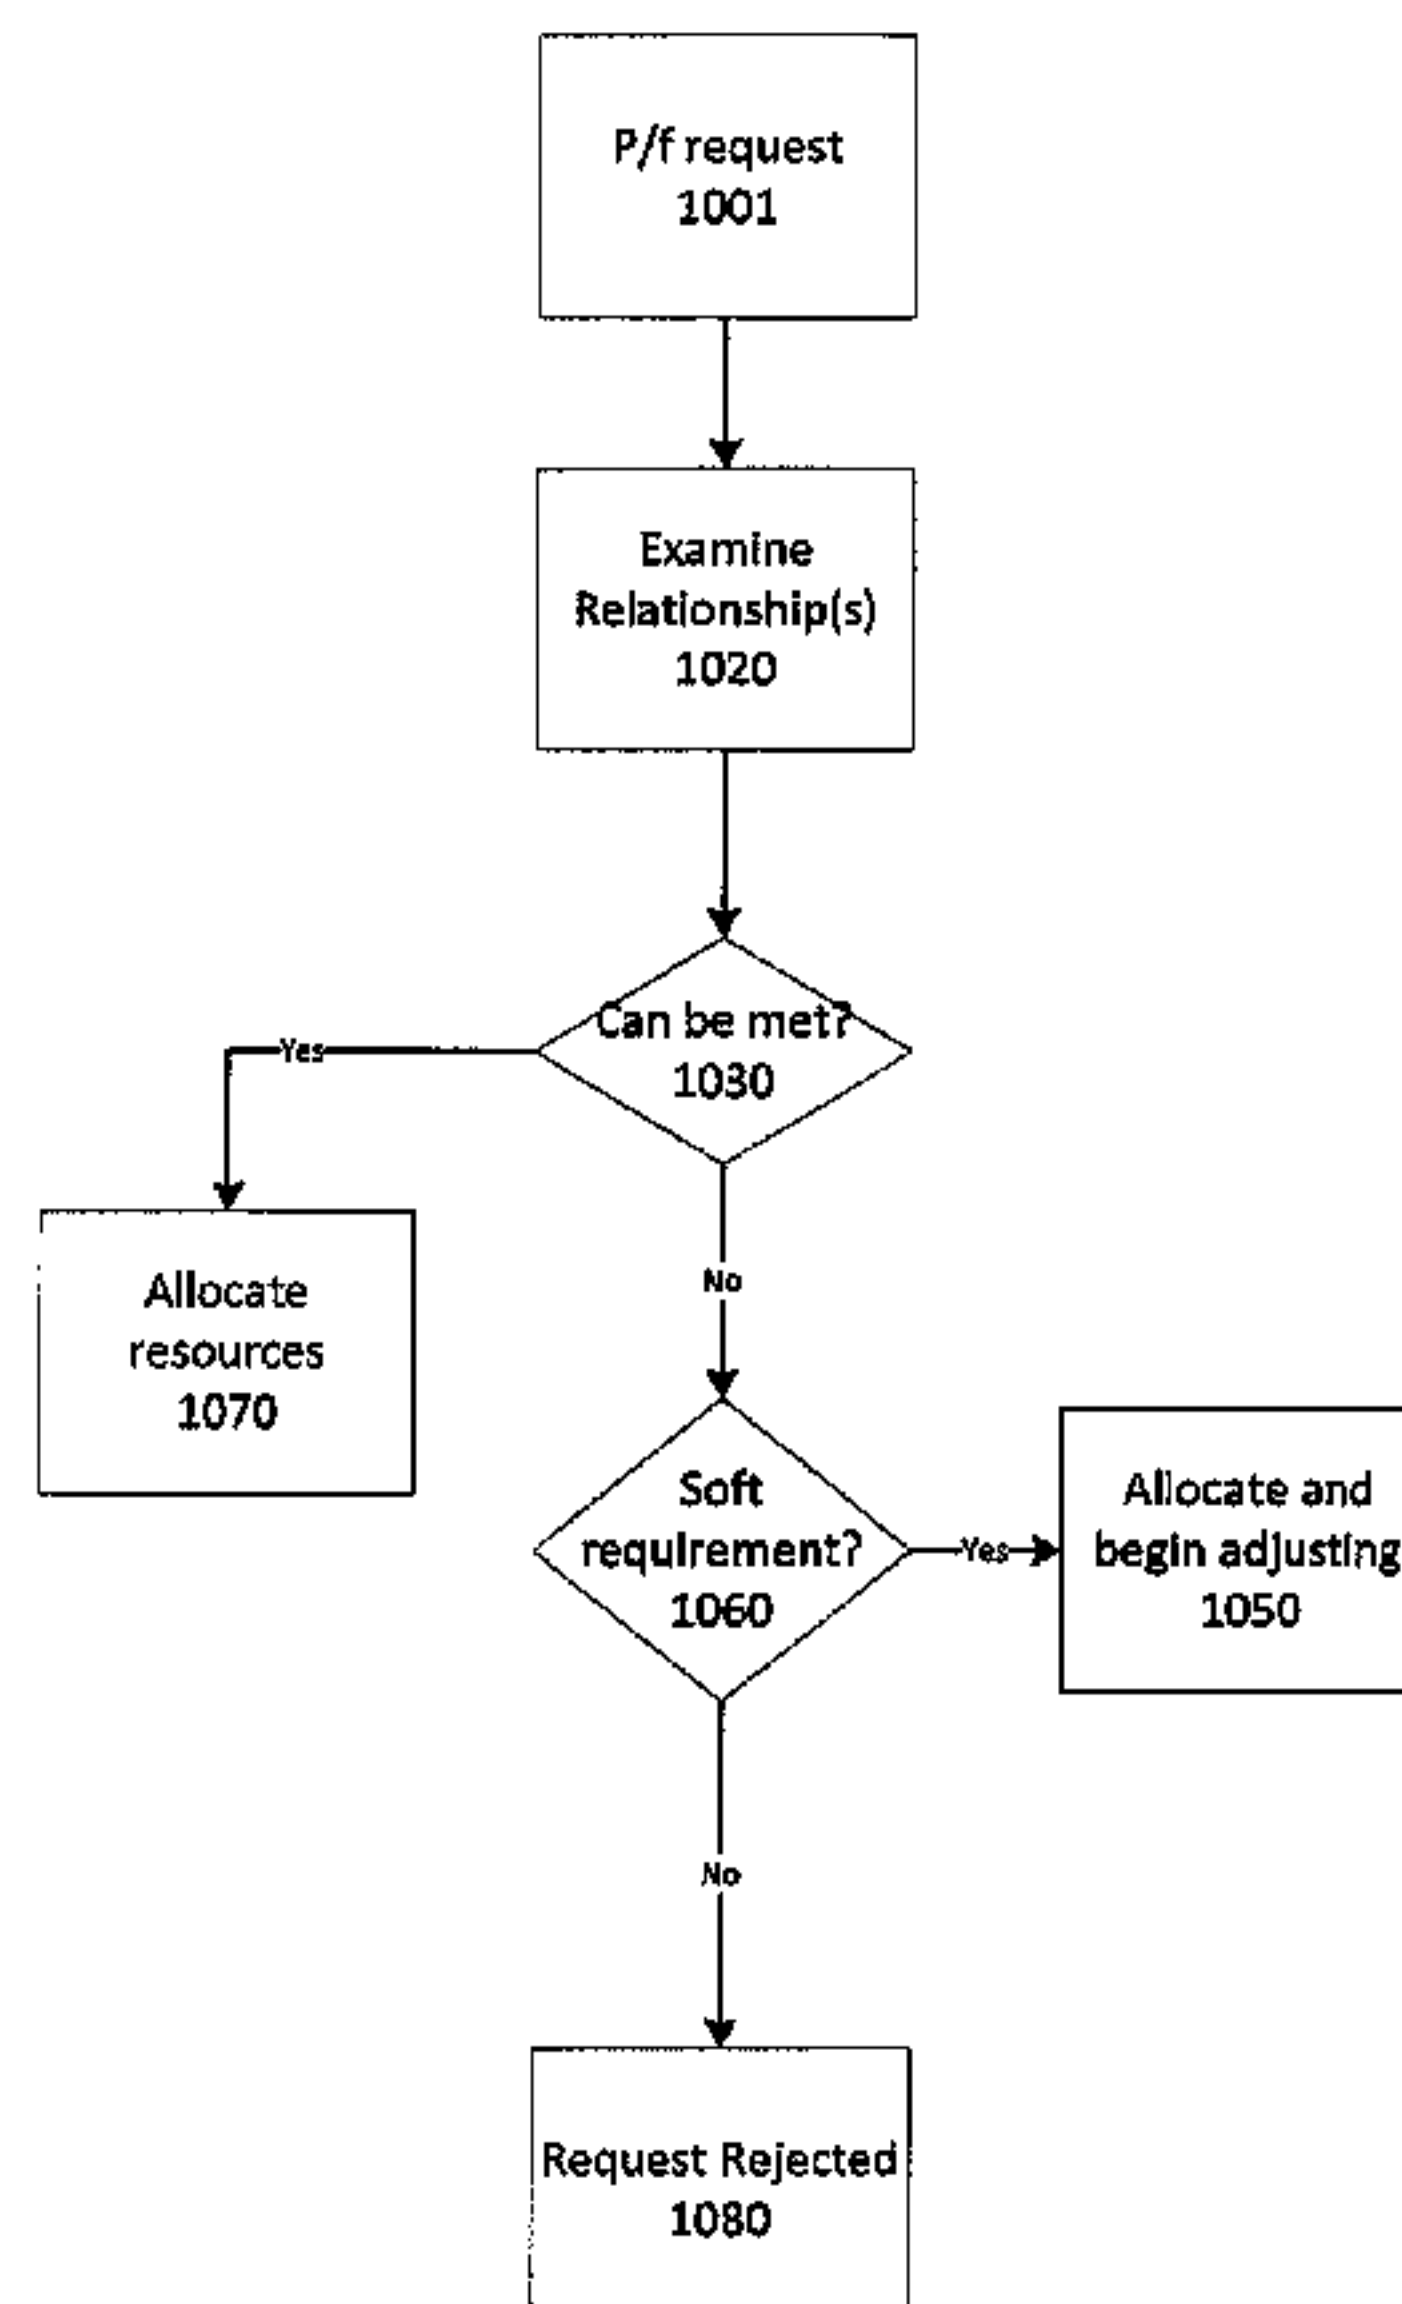 P/f request
1001
Examine
Relationship(s)
1020
Can be met?
1030
Yes
No
Allocate
resources
1070
Soft
requirement?
1060
Yes
Allocate and
begin adjusting
1050
No
Request Rejected
1080